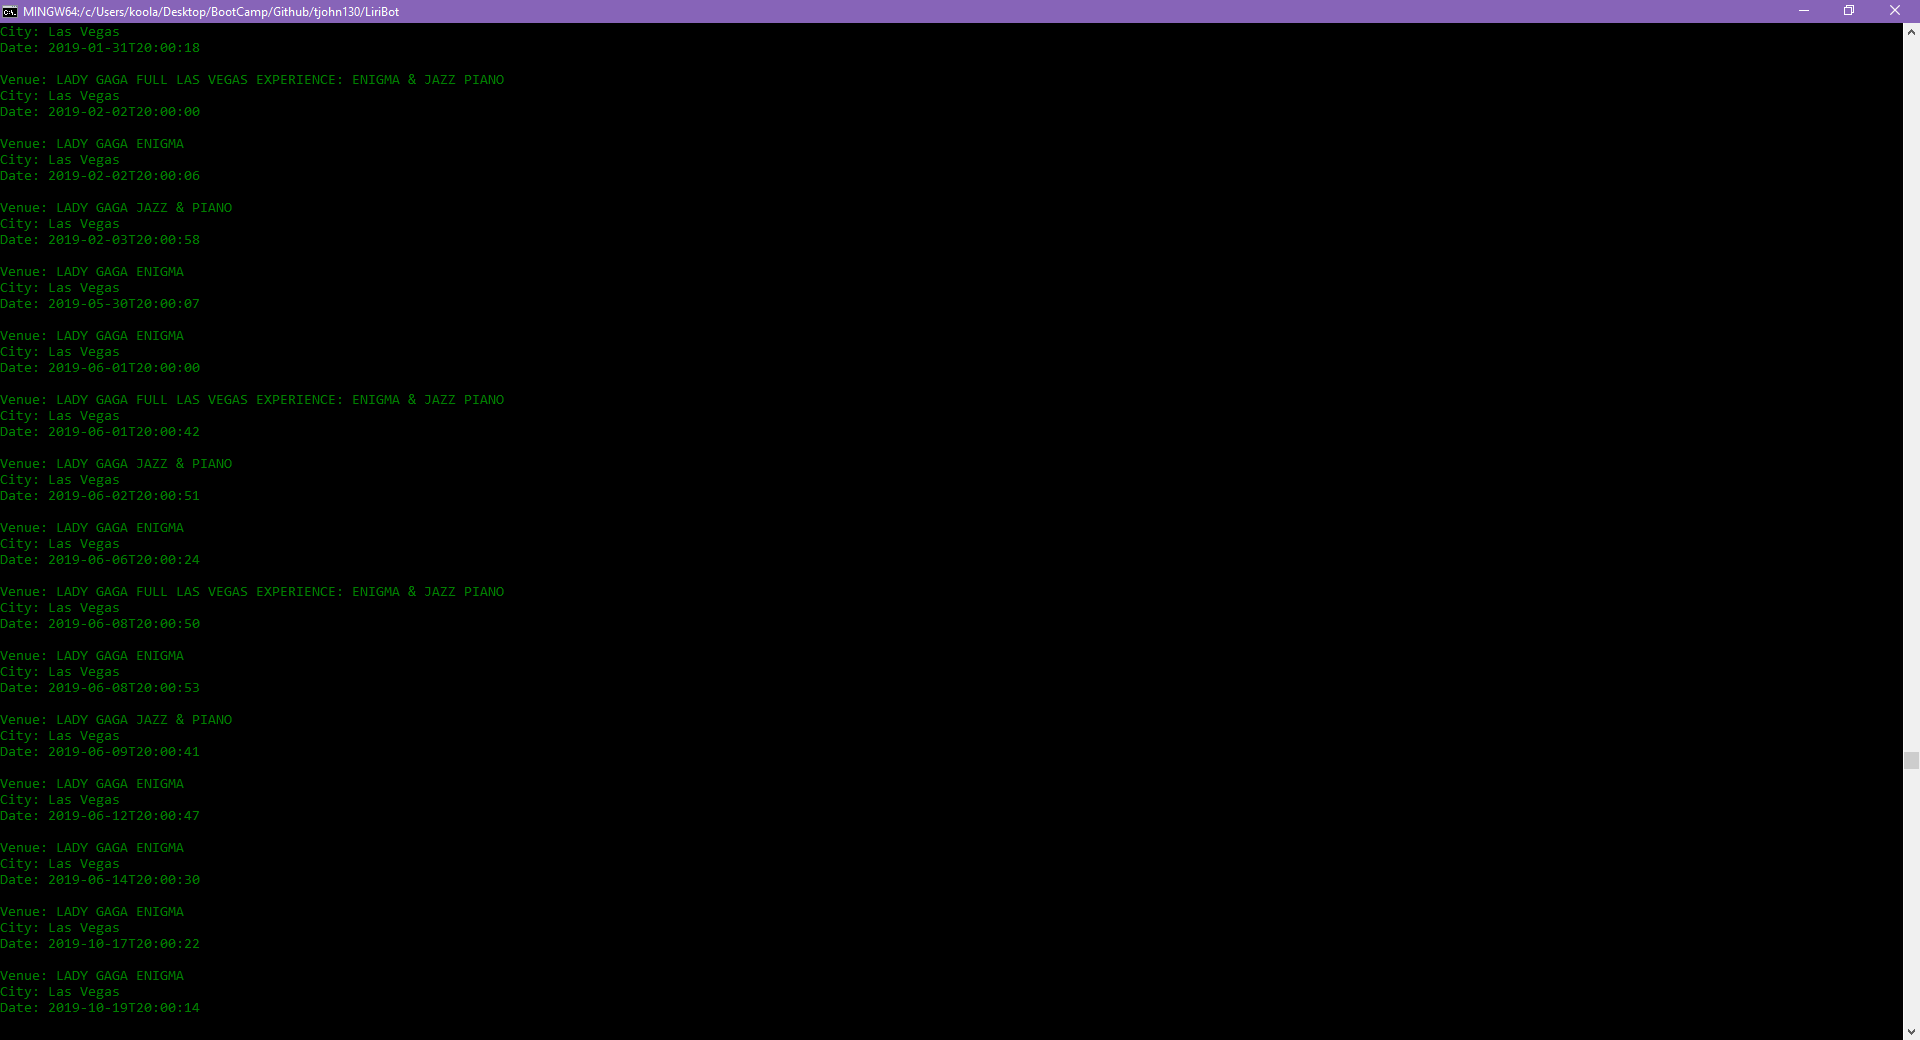 MINGW64:/c/Users/koola/Desktop/BootCamp/Github/tjohn130/LiriBot
City: Las Vegas
Date: 2019-01-31T20:00:18
Venue: LADY GAGA FULL LAS VEGAS EXPERIENCE: ENIGMA & JAZZ PIANO
City: Las Vegas
Date: 2019-02-02T20:00:00
Venue: LADY GAGA ENIGMA
City: Las Vegas
Date: 2019-02-02T20:00:06
Venue: LADY GAGA JAZZ & PIANO
City: Las Vegas
Date: 2019-02-03T20:00:58
Venue: LADY GAGA ENIGMA
City: Las Vegas
Date: 2019-05-30T20:00:07
Venue: LADY GAGA ENIGMA
City: Las Vegas
Date: 2019-06-01T20:00:00
Venue: LADY GAGA FULL LAS VEGAS EXPERIENCE: ENIGMA & JAZZ PIANO
City: Las Vegas
Date: 2019-06-01T20:00:42
Venue: LADY GAGA JAZZ & PIANO
City: Las Vegas
Date: 2019-06-02T20:00:51
Venue: LADY GAGA ENIGMA
City: Las Vegas
Date: 2019-06-06T20:00:24
Venue: LADY GAGA FULL LAS VEGAS EXPERIENCE: ENIGMA & JAZZ PIANO
City: Las Vegas
Date: 2019-06-08T20:00:50
Venue: LADY GAGA ENIGMA
City: Las Vegas
Date: 2019-06-08T20:00:53
Venue: LADY GAGA JAZZ & PIANO
City: Las Vegas
Date: 2019-06-09T20:00:41
Venue: LADY GAGA ENIGMA
City: Las Vegas
Date: 2019-06-12T20:00:47
Venue: LADY GAGA ENIGMA
City: Las Vegas
Date: 2019-06-14T20:00:30
Venue: LADY GAGA ENIGMA
City: Las Vegas
Date: 2019-10-17T20:00:22
Venue: LADY GAGA ENIGMA
City: Las Vegas
Date: 2019-10-19T20:00:14